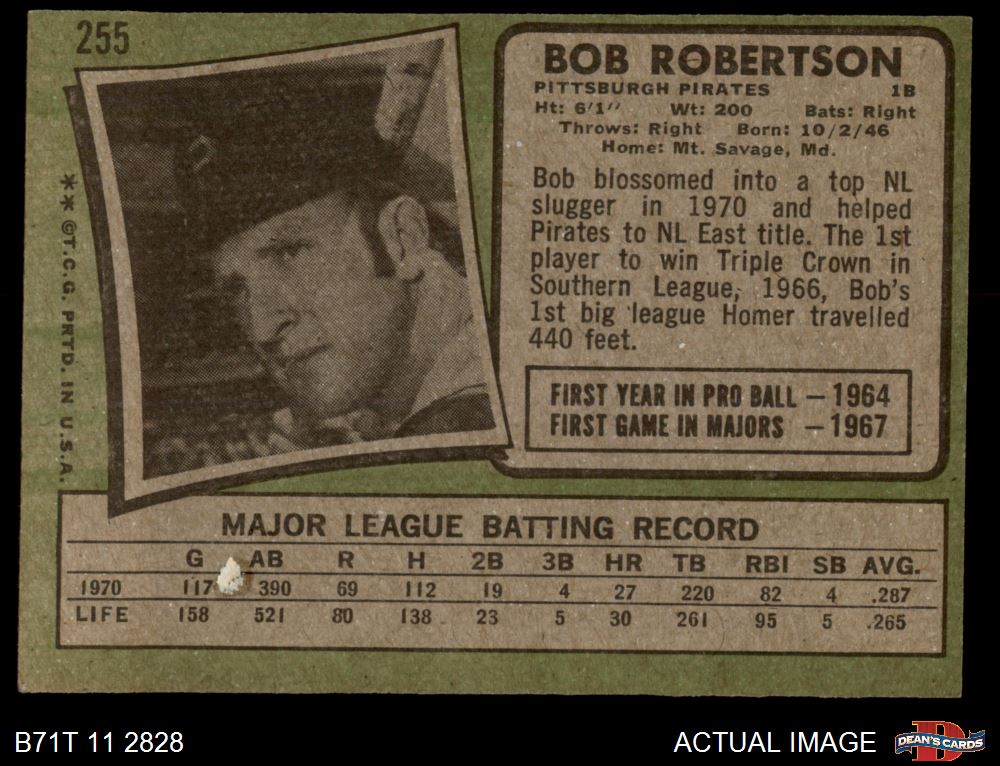 255
BOB ROBERTSON
PITTSBURGH PIRATES 1B
Ht: 6'1" Wt: 200 Bats: Right
Throws: Right Born: 10/2/46
Home: Mt. Savage, Md.
Bob blossomed into a top NL
slugger in 1970 and helped
Pirates to NL East title. The 1st
player to win Triple Crown in
Southern League, 1966, Bob's
1st big league Homer travelled
440 feet.
FIRST YEAR IN PRO BALL — 1964
FIRST GAME IN MAJORS — 1967
** ©T.C.G. PRTD. IN U.S.A.
MAJOR LEAGUE BATTING RECORD
G AB R H 2B 3B HR TB RBI SB AVG.
1970 117 390 69 112 19 4 27 220 82 4 .287
LIFE 158 521 80 138 23 5 30 261 95 5 .265
B71T 11 2828
ACTUAL IMAGE
D
DEAN'S CARDS